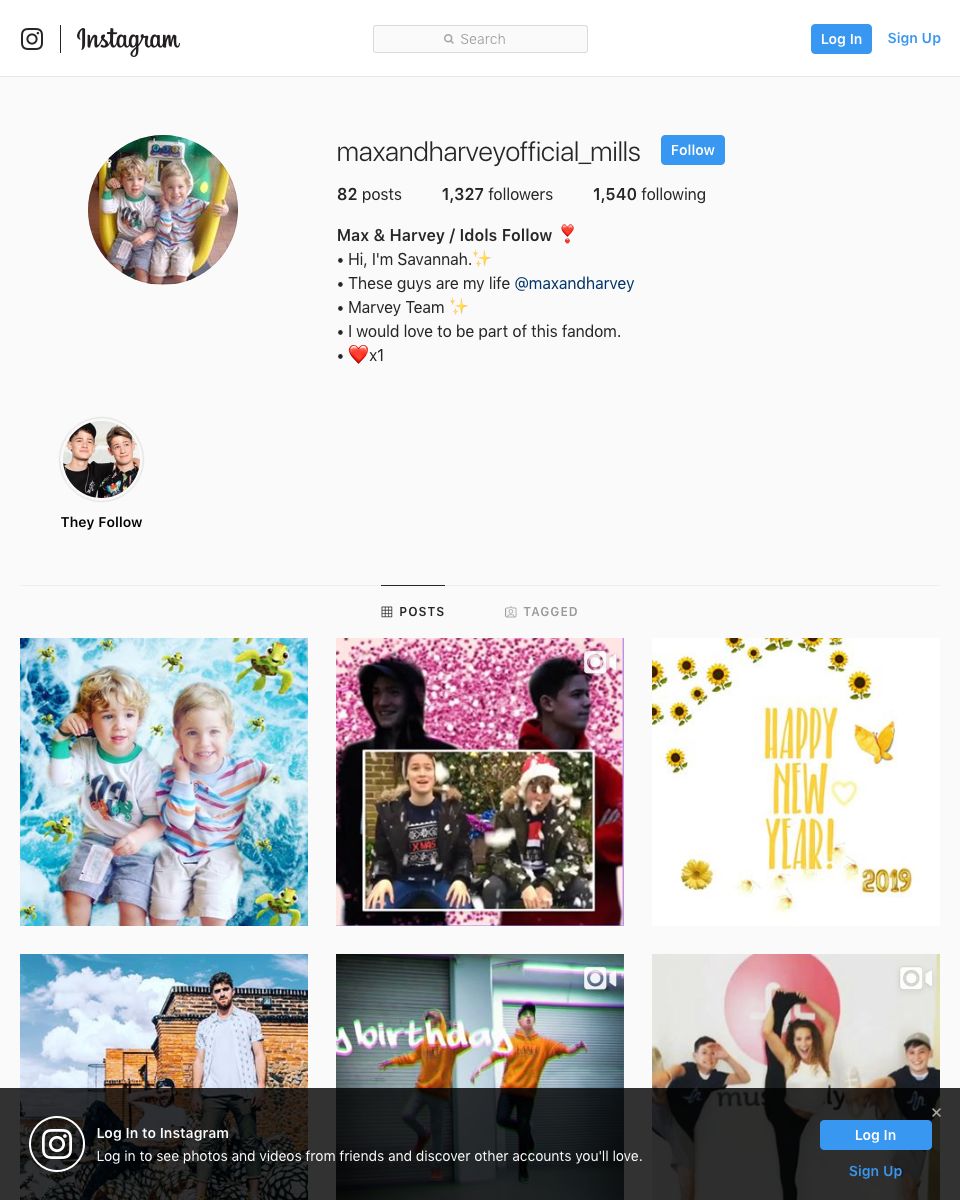 Instagram
Search
Log In
Sign Up
maxandharveyofficial_mills
Follow
82 posts
1,327 followers
1,540 following
Max & Harvey / Idols Follow ❣️
• Hi, I'm Savannah.✨
• These guys are my life @maxandharvey
• Marvey Team ✨
• I would love to be part of this fandom.
• ❤️x1
They Follow
POSTS
TAGGED
XMAS
HAPPY
NEW
YEAR!
2019
y birthday
Log In to Instagram
Log in to see photos and videos from friends and discover other accounts you'll love.
Log In
Sign Up